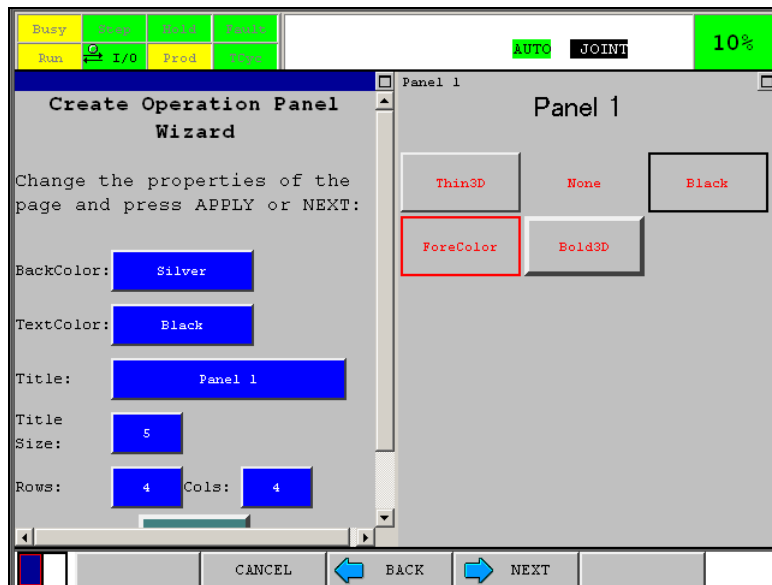 Busy Step Hold Fault
Run I/O Prod TCyc
AUTO JOINT 10%
Create Operation Panel
Wizard
Change the properties of the
page and press APPLY or NEXT:
BackColor: Silver
TextColor: Black
Title: Panel 1
Title
Size: 5
Rows: 4 Cols: 4
Panel 1
Panel 1
Thin3D None Black
ForeColor Bold3D
CANCEL BACK NEXT